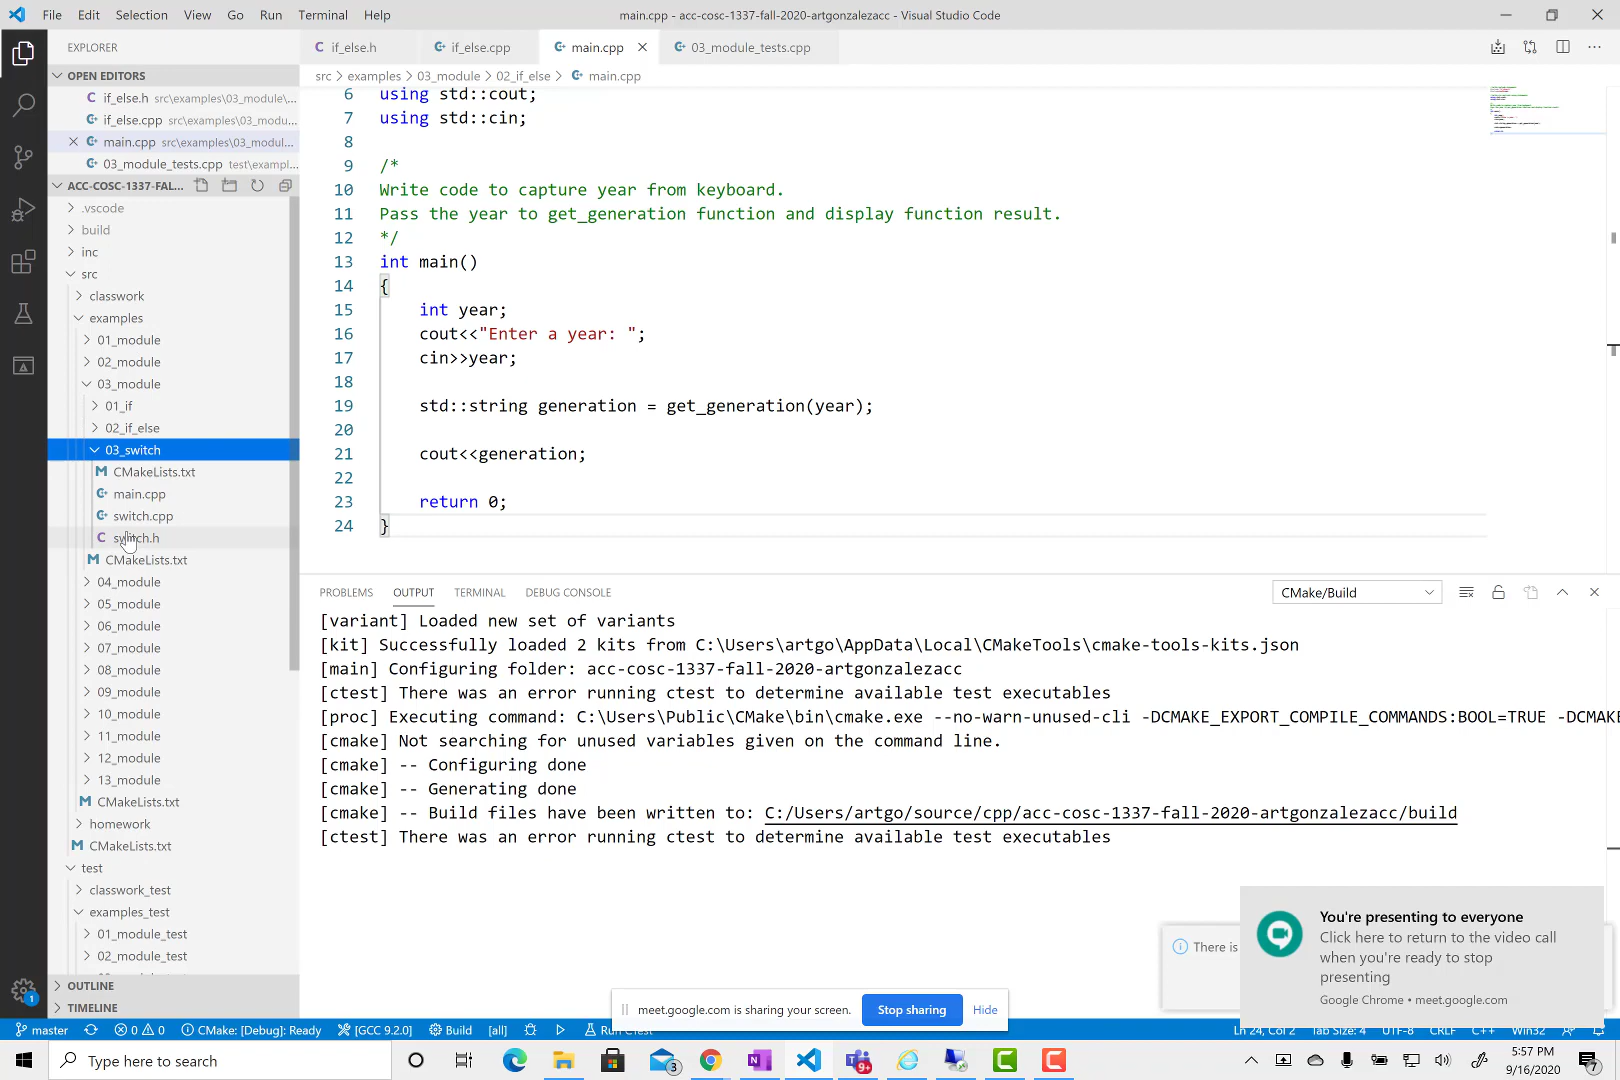 File Edit Selection View Go Run Terminal Help
main.cpp - acc-cosc-1337-fall-2020-artgonzalezacc - Visual Studio Code
EXPLORER
OPEN EDITORS
if_else.h src\examples\03_module\...
if_else.cpp src\examples\03_modu...
main.cpp src\examples\03_modul...
03_module_tests.cpp test\exampl...
ACC-COSC-1337-FAL...
.vscode
build
inc
src
classwork
examples
01_module
02_module
03_module
01_if
02_if_else
03_switch
CMakeLists.txt
main.cpp
switch.cpp
switch.h
CMakeLists.txt
04_module
05_module
06_module
07_module
08_module
09_module
10_module
11_module
12_module
13_module
CMakeLists.txt
homework
CMakeLists.txt
test
classwork_test
examples_test
01_module_test
02_module_test
OUTLINE
TIMELINE
if_else.h if_else.cpp main.cpp 03_module_tests.cpp
src > examples > 03_module > 02_if_else > main.cpp
6 using std::cout;
7 using std::cin;
8
9 /*
10 Write code to capture year from keyboard.
11 Pass the year to get_generation function and display function result.
12 */
13 int main()
14 {
15 int year;
16 cout<<"Enter a year: ";
17 cin>>year;
18
19 std::string generation = get_generation(year);
20
21 cout<<generation;
22
23 return 0;
24 }
PROBLEMS OUTPUT TERMINAL DEBUG CONSOLE
CMake/Build
[variant] Loaded new set of variants
[kit] Successfully loaded 2 kits from C:\Users\artgo\AppData\Local\CMakeTools\cmake-tools-kits.json
[main] Configuring folder: acc-cosc-1337-fall-2020-artgonzalezacc
[ctest] There was an error running ctest to determine available test executables
[proc] Executing command: C:\Users\Public\CMake\bin\cmake.exe --no-warn-unused-cli -DCMAKE_EXPORT_COMPILE_COMMANDS:BOOL=TRUE -DCMAKE
[cmake] Not searching for unused variables given on the command line.
[cmake] -- Configuring done
[cmake] -- Generating done
[cmake] -- Build files have been written to: C:/Users/artgo/source/cpp/acc-cosc-1337-fall-2020-artgonzalezacc/build
[ctest] There was an error running ctest to determine available test executables
There is
You're presenting to everyone
Click here to return to the video call
when you're ready to stop
presenting
Google Chrome • meet.google.com
meet.google.com is sharing your screen. Stop sharing Hide
master 0 0 CMake: [Debug]: Ready [GCC 9.2.0] Build [all] Run CTest
Ln 24, Col 2 Tab Size: 4 UTF-8 CRLF C++ Win32
Type here to search
3
9+
5:57 PM
9/16/2020
7
1